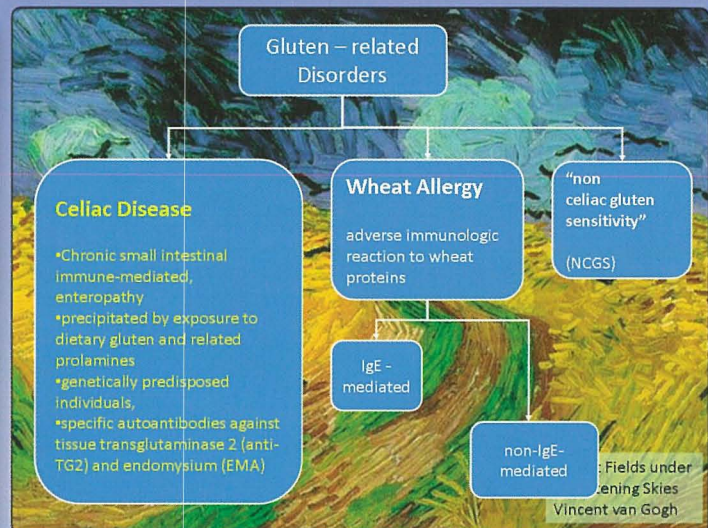 Gluten – related
Disorders
Celiac Disease
•Chronic small intestinal
immune-mediated,
enteropathy
•precipitated by exposure to
dietary gluten and related
prolamines
•genetically predisposed
individuals,
•specific autoantibodies against
tissue transglutaminase 2 (anti-
TG2) and endomysium (EMA)
Wheat Allergy
adverse immunologic
reaction to wheat
proteins
IgE -
mediated
non-IgE-
mediated
“non
celiac gluten
sensitivity”
(NCGS)
Fields under
Skies
Vincent van Gogh